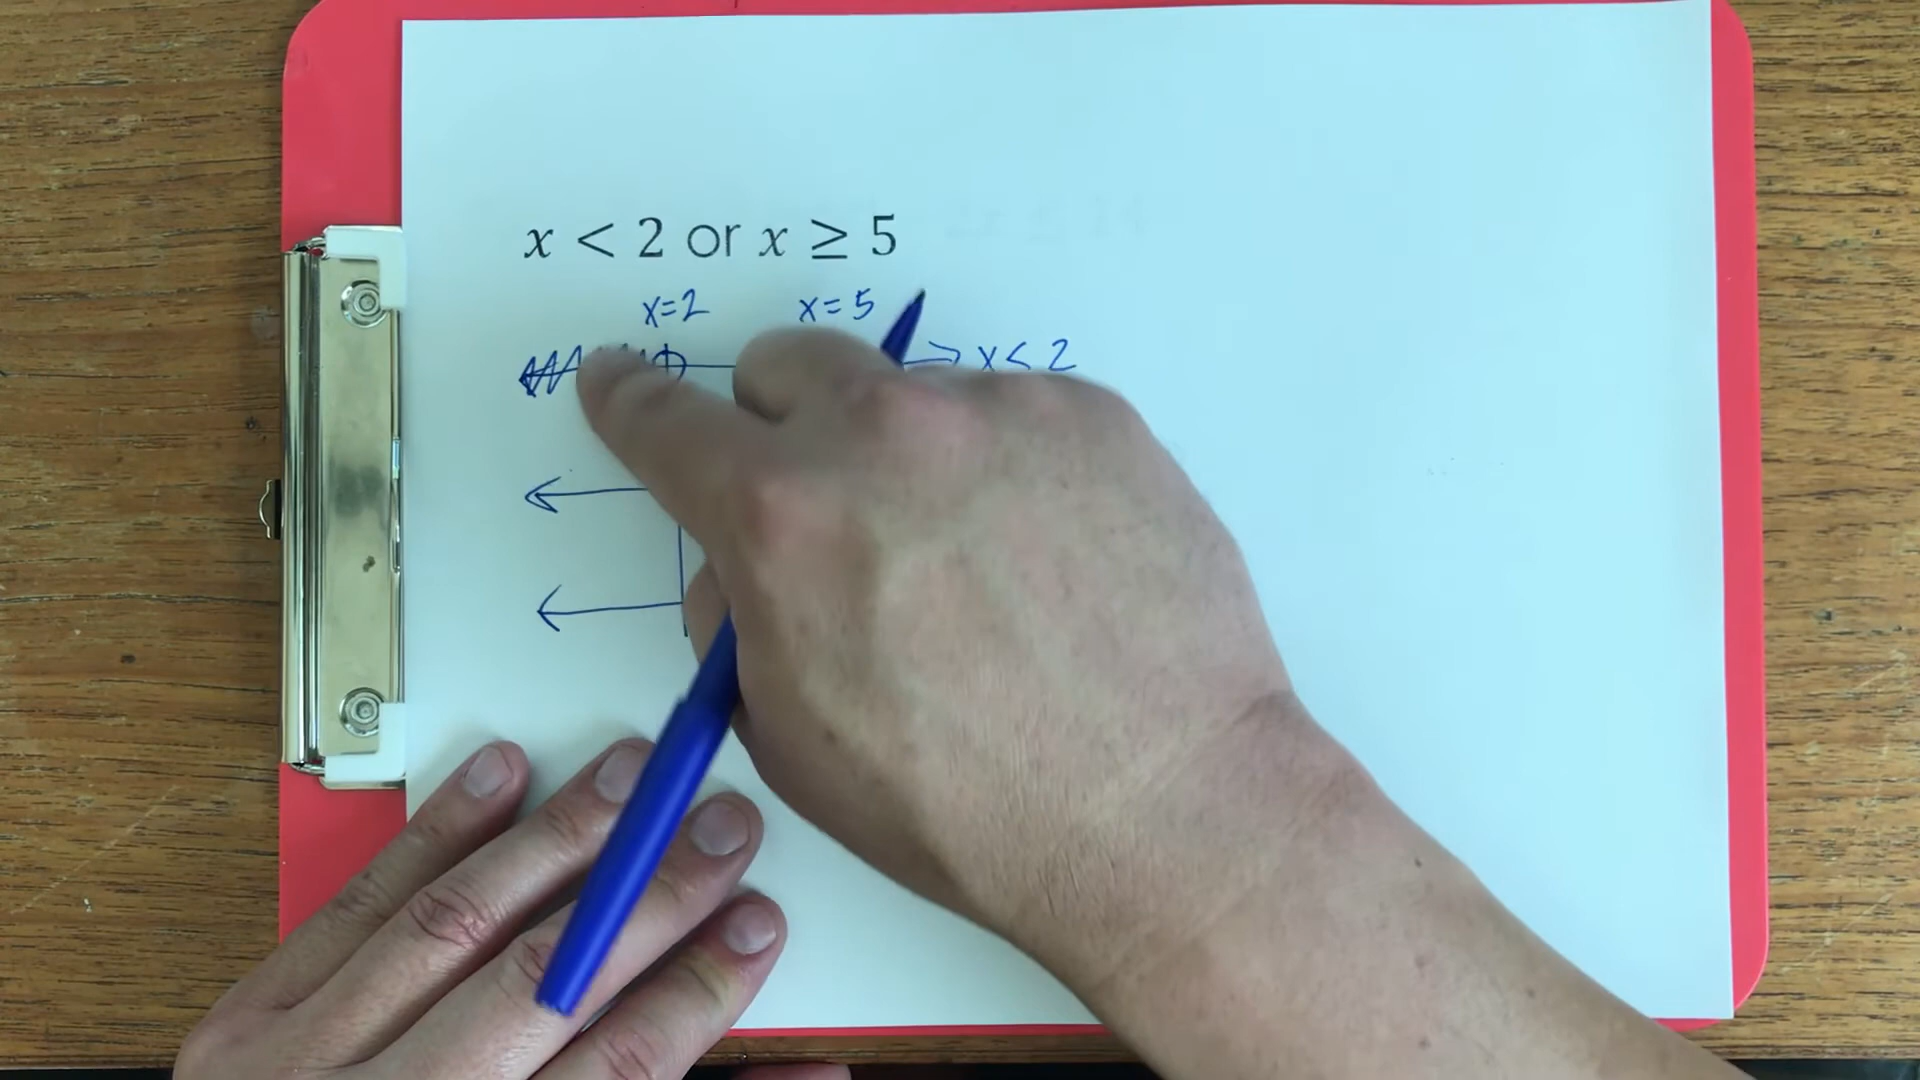 x < 2 or x ≥ 5
x=2 x=5
x<2